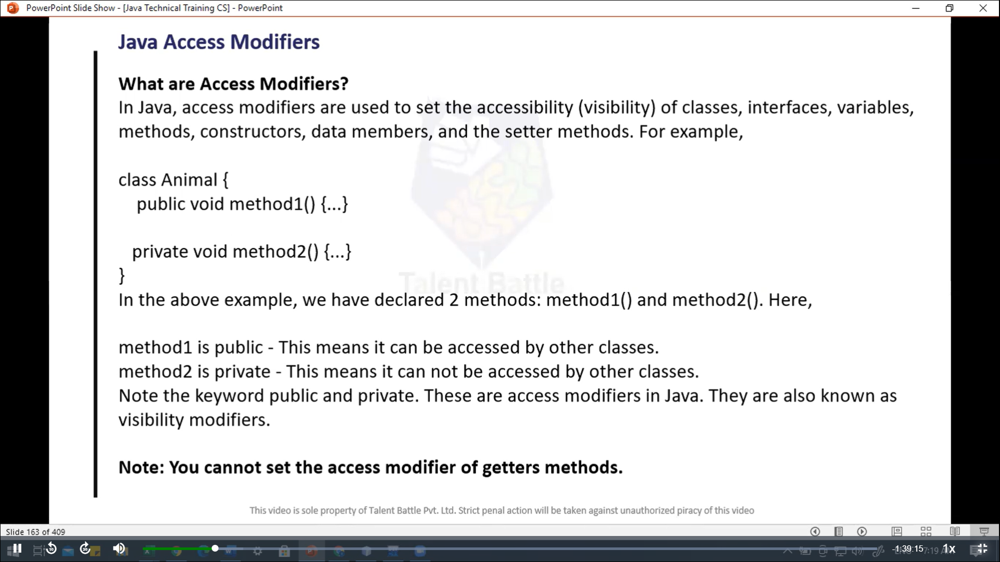 PowerPoint Slide Show - [Java Technical Training CS] - PowerPoint
Java Access Modifiers
What are Access Modifiers?
In Java, access modifiers are used to set the accessibility (visibility) of classes, interfaces, variables,
methods, constructors, data members, and the setter methods. For example,
class Animal {
public void method1() {...}
private void method2() {...}
}
Talent Battle
In the above example, we have declared 2 methods: method1() and method2(). Here,
method1 is public - This means it can be accessed by other classes.
method2 is private - This means it can not be accessed by other classes.
Note the keyword public and private. These are access modifiers in Java. They are also known as
visibility modifiers.
Note: You cannot set the access modifier of getters methods.
This video is sole property of Talent Battle Pvt. Ltd. Strict penal action will be taken against unauthorized piracy of this video
Slide 163 of 409
10
30
-1:39:15
7:19
1x